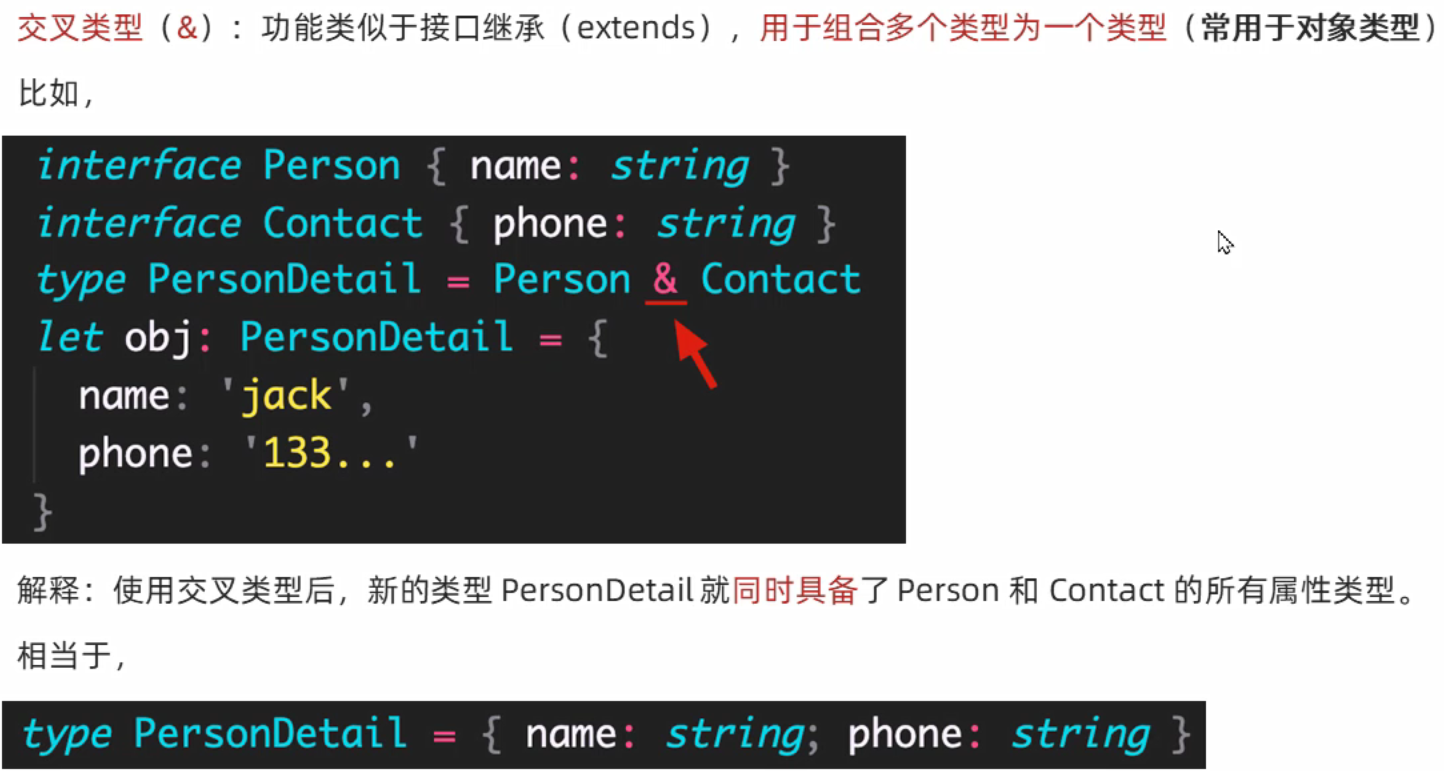 交叉类型（&）：功能类似于接口继承（extends），用于组合多个类型为一个类型（常用于对象类型）
比如，
interface Person { name: string }
interface Contact { phone: string }
type PersonDetail = Person & Contact
let obj: PersonDetail = {
name: 'jack',
phone: '133...'
}
解释：使用交叉类型后，新的类型 PersonDetail 就同时具备了 Person 和 Contact 的所有属性类型。
相当于，
type PersonDetail = { name: string; phone: string }